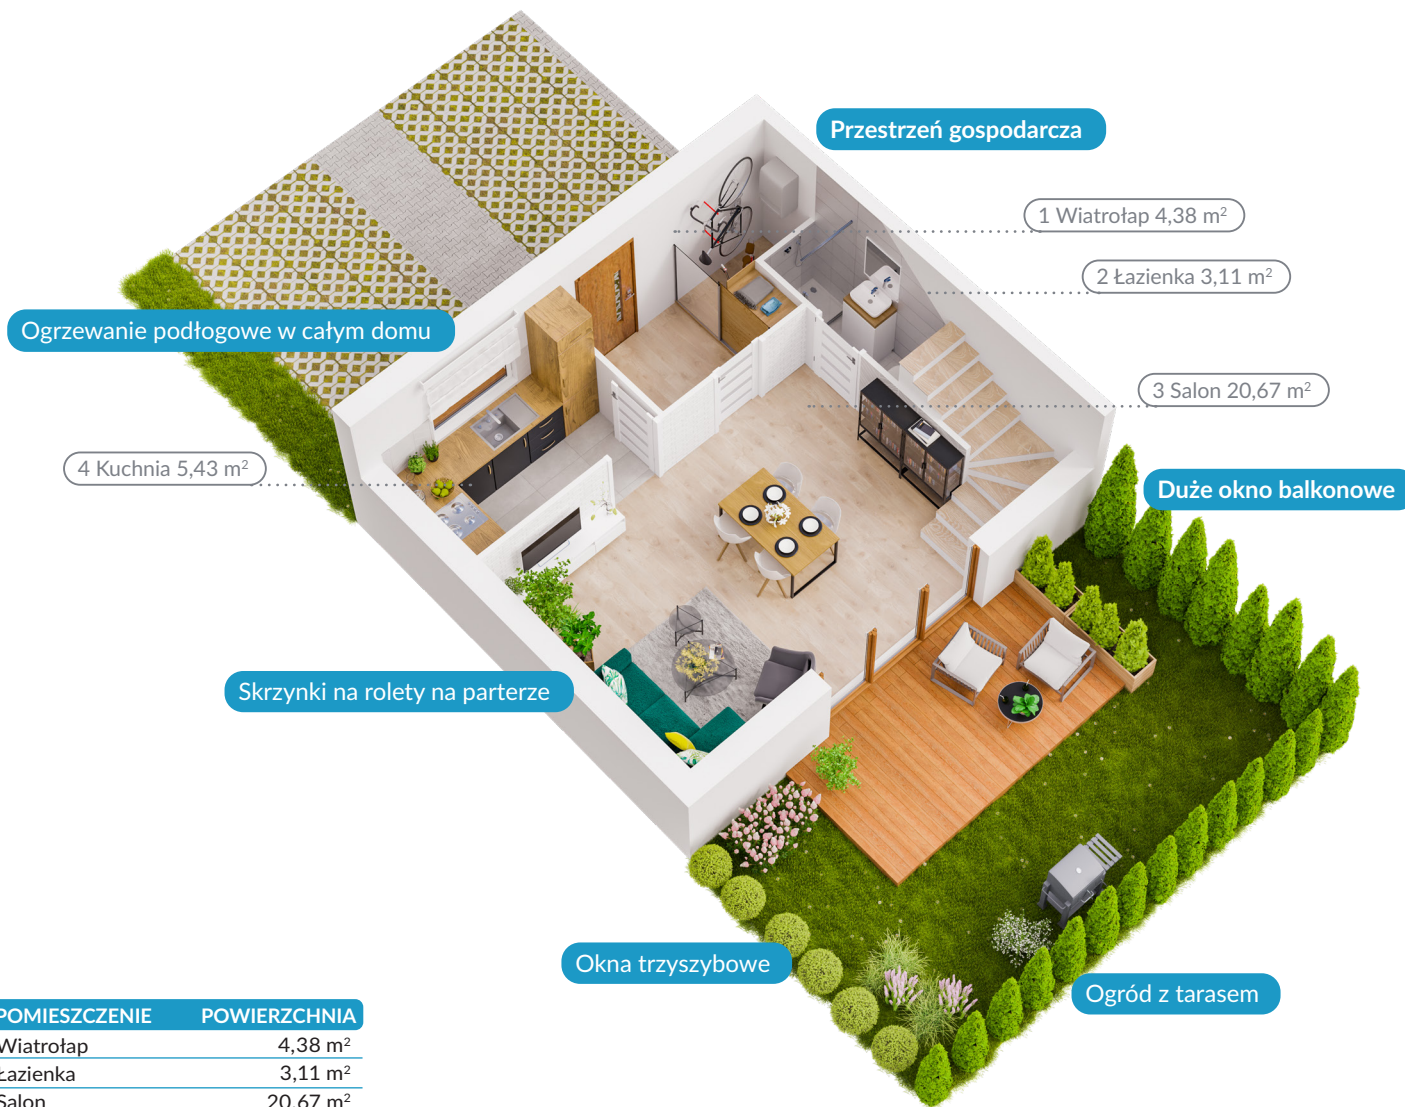 Przestrzeń gospodarcza
1 Wiatrołap 4,38 m²
2 Łazienka 3,11 m²
Ogrzewanie podłogowe w całym domu
3 Salon 20,67 m²
4 Kuchnia 5,43 m²
Duże okno balkonowe
Skrzynki na rolety na parterze
Okna trzyszybowe
Ogród z tarasem
POMIESZCZENIE POWIERZCHNIA
Wiatrołap 4,38 m²
Łazienka 3,11 m²
Salon 20,67 m²